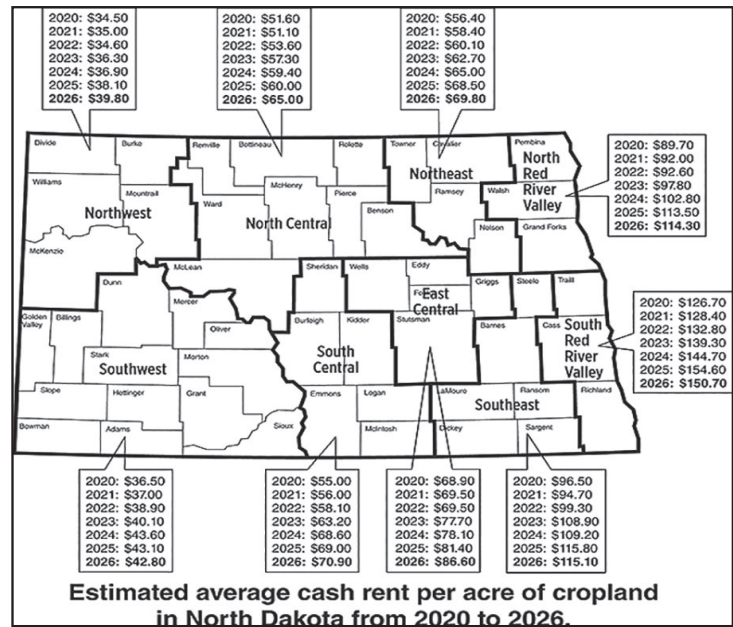 2020: $34.50
2021: $35.00
2022: $34.60
2023: $36.30
2024: $36.90
2025: $38.10
2026: $39.80
2020: $51.60
2021: $51.10
2022: $53.60
2023: $57.30
2024: $59.40
2025: $60.00
2026: $65.00
2020: $56.40
2021: $58.40
2022: $60.10
2023: $62.70
2024: $65.00
2025: $68.50
2026: $69.80
2020: $89.70
2021: $92.00
2022: $92.60
2023: $97.80
2024: $102.80
2025: $113.50
2026: $114.30
Divide
Burke
Renville
Bottineau
Rolette
Towner
Cavalier
Pembina
North
Red
River
Valley
Northeast
Williams
Mountrail
Ward
McHenry
Pierce
Benson
Ramsey
Walsh
Nelson
Grand Forks
Northwest
North Central
McKenzie
McLean
Sheridan
Wells
Eddy
Dunn
Mercer
Griggs
Steele
Traill
East
Central
Golden
Valley
Billings
Oliver
Burleigh
Kidder
Stutsman
Barnes
Cass
South
Red
River
Valley
2020: $126.70
2021: $128.40
2022: $132.80
2023: $139.30
2024: $144.70
2025: $154.60
2026: $150.70
Stark
Morton
Southwest
South
Central
Slope
Hettinger
Grant
Emmons
Logan
LaMoure
Ransom
Richland
Southeast
Bowman
Adams
Sioux
McIntosh
Dickey
Sargent
2020: $36.50
2021: $37.00
2022: $38.90
2023: $40.10
2024: $43.60
2025: $43.10
2026: $42.80
2020: $55.00
2021: $56.00
2022: $58.10
2023: $63.20
2024: $68.60
2025: $69.00
2026: $70.90
2020: $68.90
2021: $69.50
2022: $69.50
2023: $77.70
2024: $78.10
2025: $81.40
2026: $86.60
2020: $96.50
2021: $94.70
2022: $99.30
2023: $108.90
2024: $109.20
2025: $115.80
2026: $115.10
Estimated average cash rent per acre of cropland
in North Dakota from 2020 to 2026.